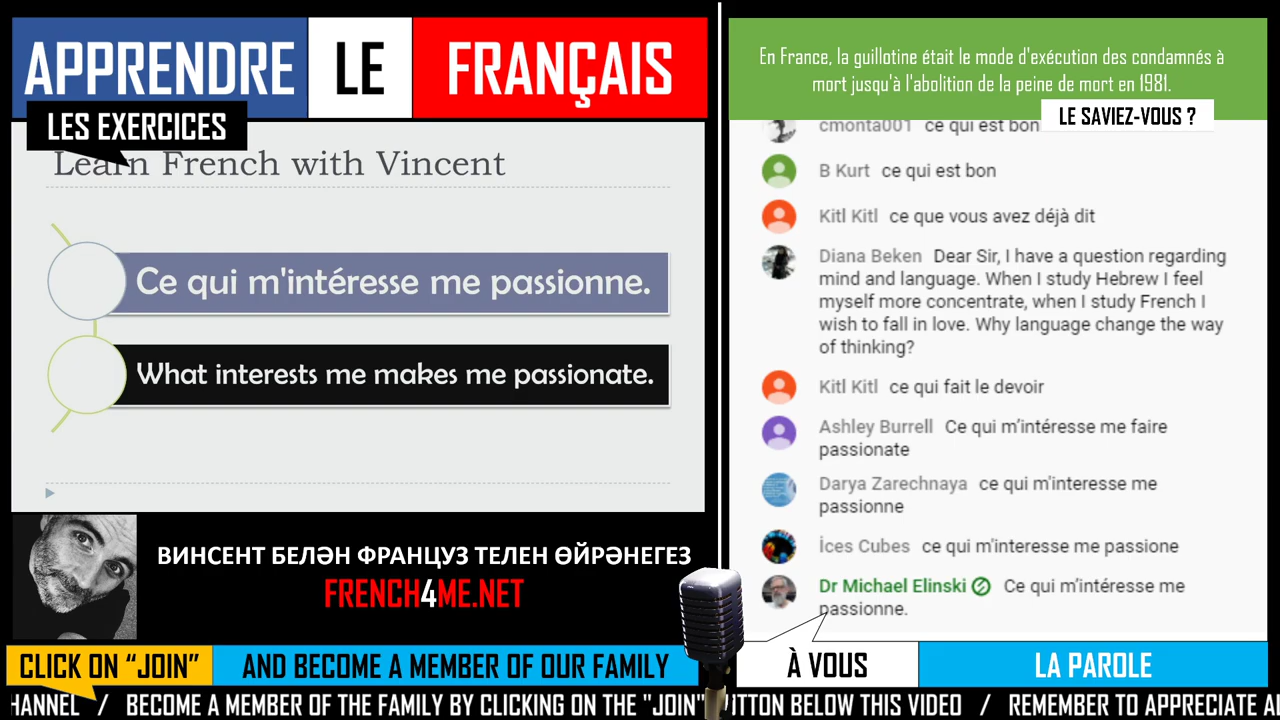 APPRENDRE LE FRANÇAIS
LES EXERCICES
Learn French with Vincent
Ce qui m'intéresse me passionne.
What interests me makes me passionate.
ВИНСЕНТ БЕЛӘН ФРАНЦУЗ ТЕЛЕН ӨЙРӘНЕГЕЗ
FRENCH4ME.NET
En France, la guillotine était le mode d'exécution des condamnés à
mort jusqu'à l'abolition de la peine de mort en 1981.
LE SAVIEZ-VOUS ?
cmonta001 ce qui est bon
B Kurt ce qui est bon
Kitl Kitl ce que vous avez déjà dit
Diana Beken Dear Sir, I have a question regarding
mind and language. When I study Hebrew I feel
myself more concentrate, when I study French I
wish to fall in love. Why language change the way
of thinking?
Kitl Kitl ce qui fait le devoir
Ashley Burrell Ce qui m'intéresse me faire
passionate
Darya Zarechnaya ce qui m'interesse me
passionne
İces Cubes ce qui m'interesse me passione
Dr Michael Elinski Ce qui m'intéresse me
passionne.
CLICK ON “JOIN” AND BECOME A MEMBER OF OUR FAMILY
À VOUS LA PAROLE
HANNEL / BECOME A MEMBER OF THE FAMILY BY CLICKING ON THE "JOIN" UTTON BELOW THIS VIDEO / REMEMBER TO APPRECIATE A